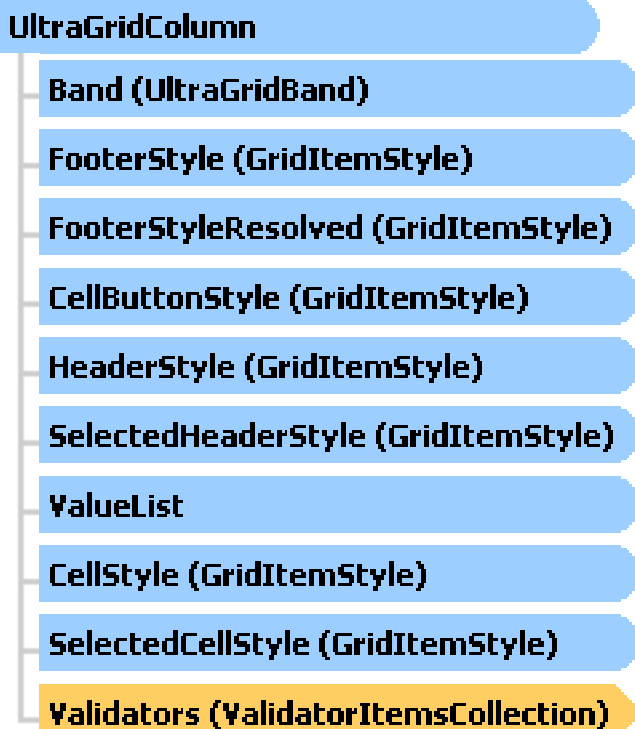 UltraGridColumn
Band (UltraGridBand)
FooterStyle (GridItemStyle)
FooterStyleResolved (GridItemStyle)
CellButtonStyle (GridItemStyle)
HeaderStyle (GridItemStyle)
SelectedHeaderStyle (GridItemStyle)
ValueList
CellStyle (GridItemStyle)
SelectedCellStyle (GridItemStyle)
Validators (ValidatorItemsCollection)